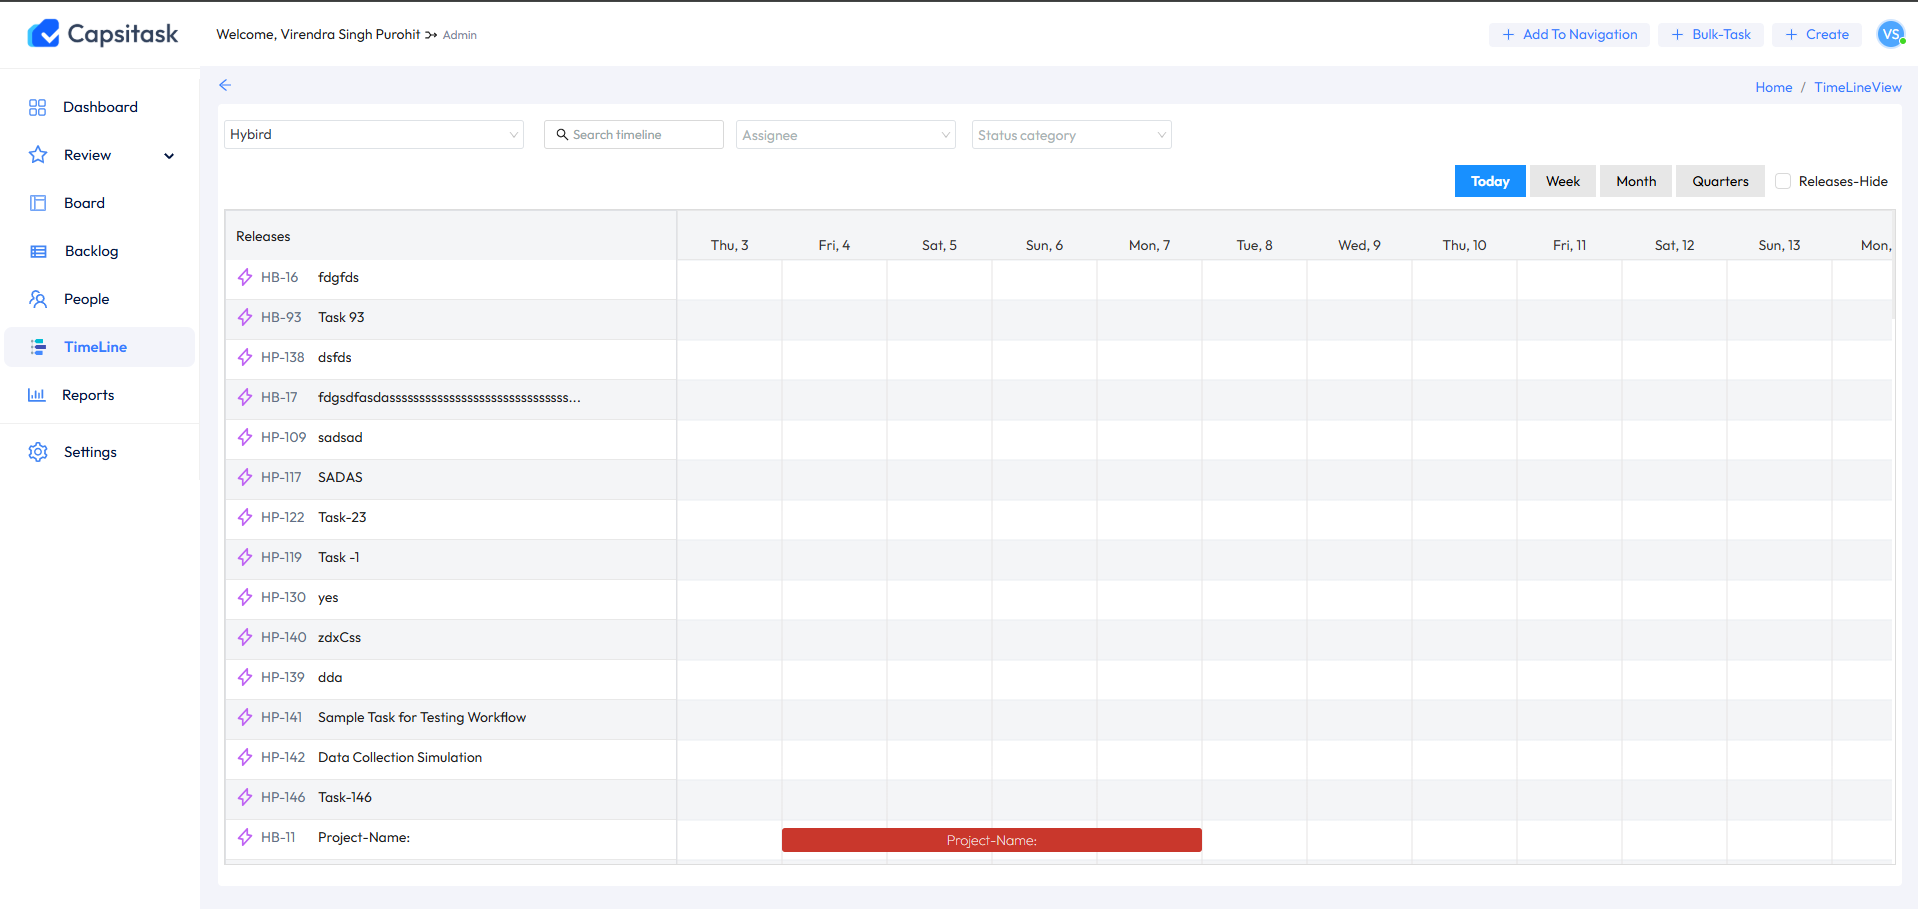 Capsitask
Welcome, Virendra Singh Purohit Admin
+ Add To Navigation
+ Bulk-Task
+ Create
VS
Dashboard
Review
Board
Backlog
People
TimeLine
Reports
Settings
Home / TimeLineView
Hybird
Search timeline
Assignee
Status category
Today
Week
Month
Quarters
Releases-Hide
Releases
Thu, 3
Fri, 4
Sat, 5
Sun, 6
Mon, 7
Tue, 8
Wed, 9
Thu, 10
Fri, 11
Sat, 12
Sun, 13
Mon,
HB-16 fdgfds
HB-93 Task 93
HP-138 dsfds
HB-17 fdgsdfasdassssssssssssssssssssssssssssss...
HP-109 sadsad
HP-117 SADAS
HP-122 Task-23
HP-119 Task -1
HP-130 yes
HP-140 zdxCss
HP-139 dda
HP-141 Sample Task for Testing Workflow
HP-142 Data Collection Simulation
HP-146 Task-146
HB-11 Project-Name:
Project-Name: